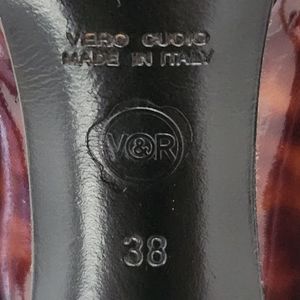 VERO CUOIO
MADE IN ITALY
V&R
38